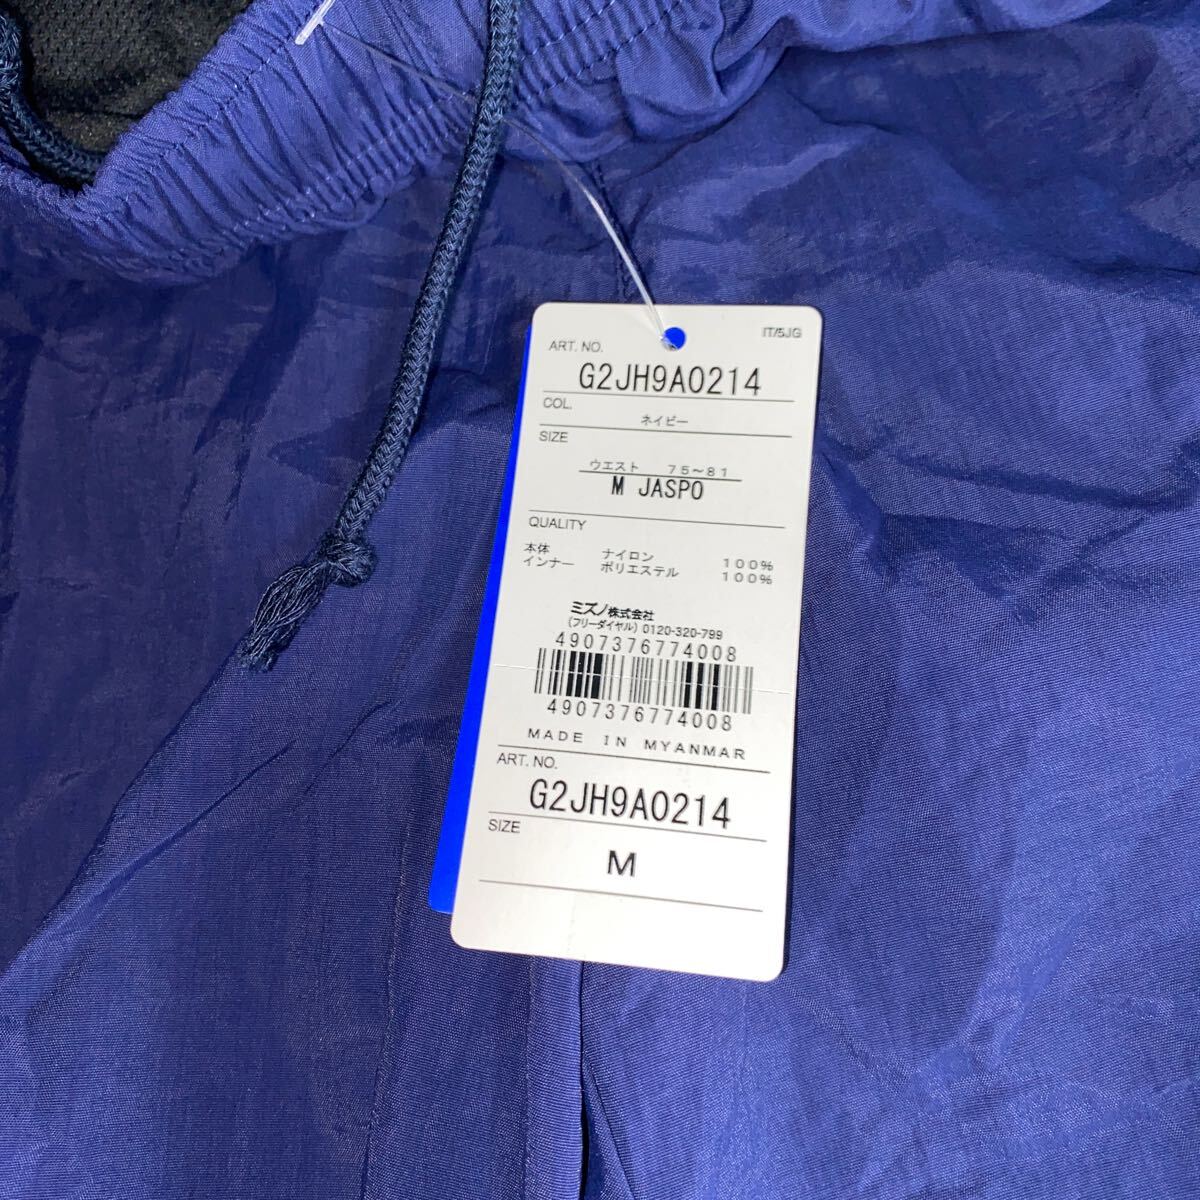 IT/5JG
ART. NO.
G2JH9A0214
COL.
ネイビー
SIZE
ウエスト 75~81
M JASPO
QUALITY
本体 ナイロン 100%
インナー ポリエステル 100%
ミズノ株式会社
(フリーダイヤル) 0120-320-799
4907376774008
4907376774008
MADE IN MYANMAR
ART. NO.
G2JH9A0214
SIZE
M